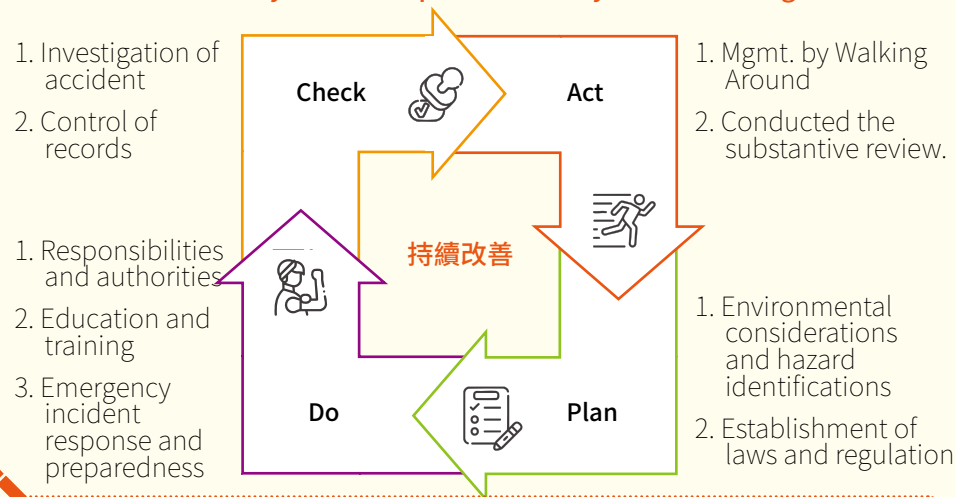 1. Investigation of
accident
2. Control of
records
Check
Act
1. Mgmt. by Walking
Around
2. Conducted the
substantive review.
持續改善
1. Responsibilities
and authorities
2. Education and
training
3. Emergency
incident
response and
preparedness
Do
Plan
1. Environmental
considerations
and hazard
identifications
2. Establishment of
laws and regulation